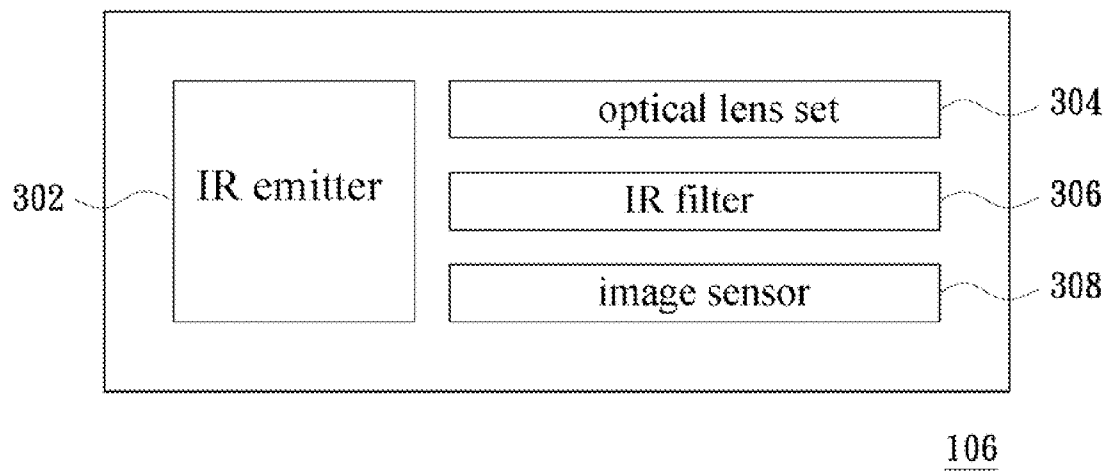 optical lens set
304
IR emitter
302
IR filter
306
image sensor
308
106